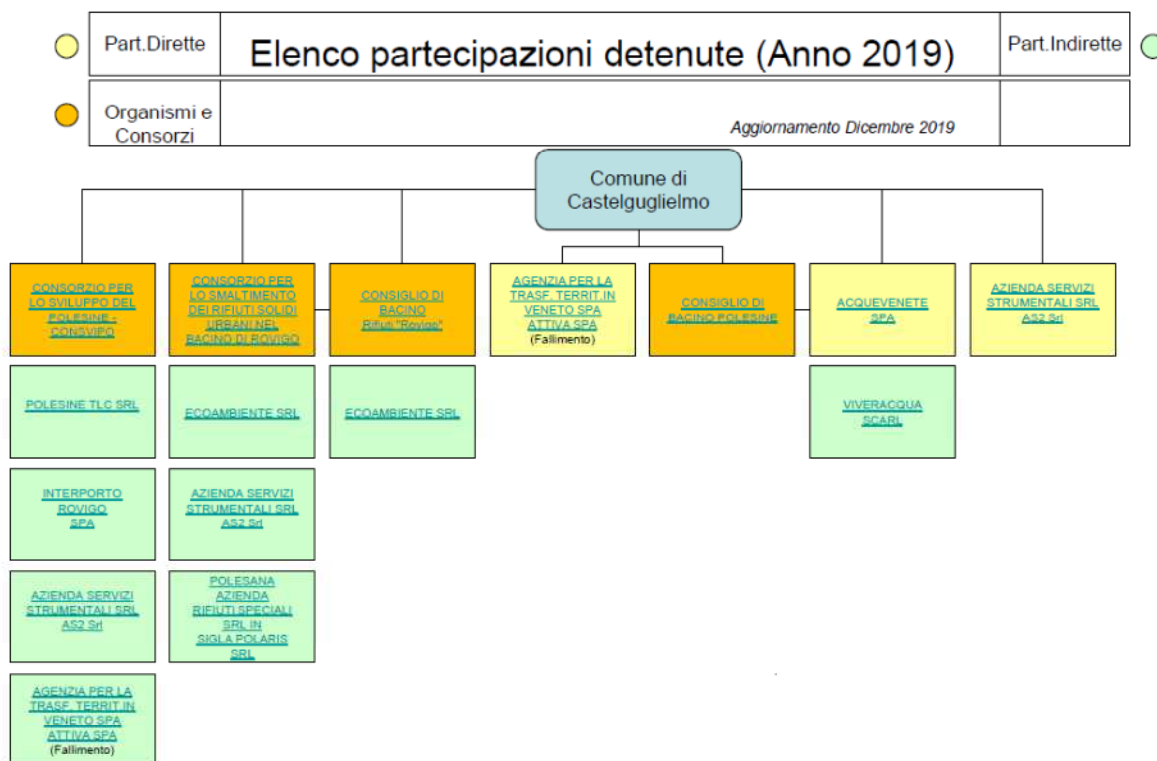 Part.Dirette
Elenco partecipazioni detenute (Anno 2019)
Part.Indirette
Organismi e
Consorzi
Aggiornamento Dicembre 2019
Comune di
Castelguglielmo
CONSORZIO PER
LO SVILUPPO DEL
POLESINE -
CONSVIPO
CONSORZIO PER
LO SMALTIMENTO
DEI RIFIUTI SOLIDI
URBANI NEL
BACINO DI ROVIGO
CONSIGLIO DI
BACINO
Rifiuti "Rovigo"
AGENZIA PER LA
TRASF. TERRIT.IN
VENETO SPA
ATTIVA SPA
(Fallimento)
CONSIGLIO DI
BACINO POLESINE
ACQUEVENETE
SPA
AZIENDA SERVIZI
STRUMENTALI SRL
AS2 Srl
POLESINE TLC SRL
ECOAMBIENTE SRL
ECOAMBIENTE SRL
VIVERACQUA
SCARL
INTERPORTO
ROVIGO
SPA
AZIENDA SERVIZI
STRUMENTALI SRL
AS2 Srl
AZIENDA SERVIZI
STRUMENTALI SRL
AS2 Srl
POLESANA
AZIENDA
RIFIUTI SPECIALI
SRL IN
SIGLA POLARIS
SRL
AGENZIA PER LA
TRASF. TERRIT.IN
VENETO SPA
ATTIVA SPA
(Fallimento)